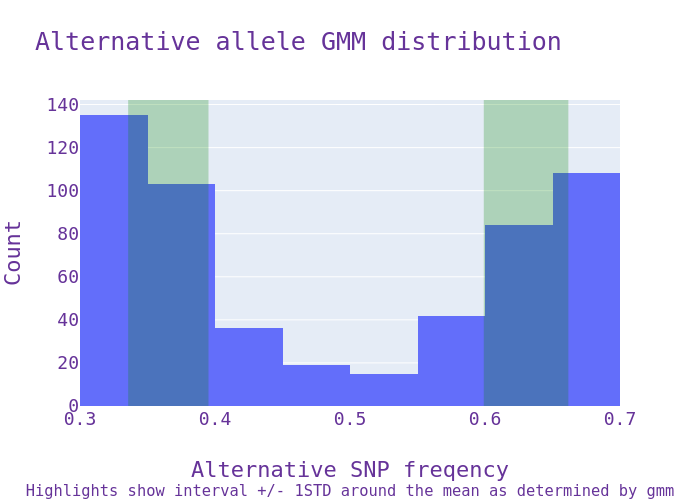 Alternative allele GMM distribution
140
120
100
80
60
40
20
0
Count
0.3 0.4 0.5 0.6 0.7
Alternative SNP freqency
Highlights show interval +/- 1STD around the mean as determined by gmm